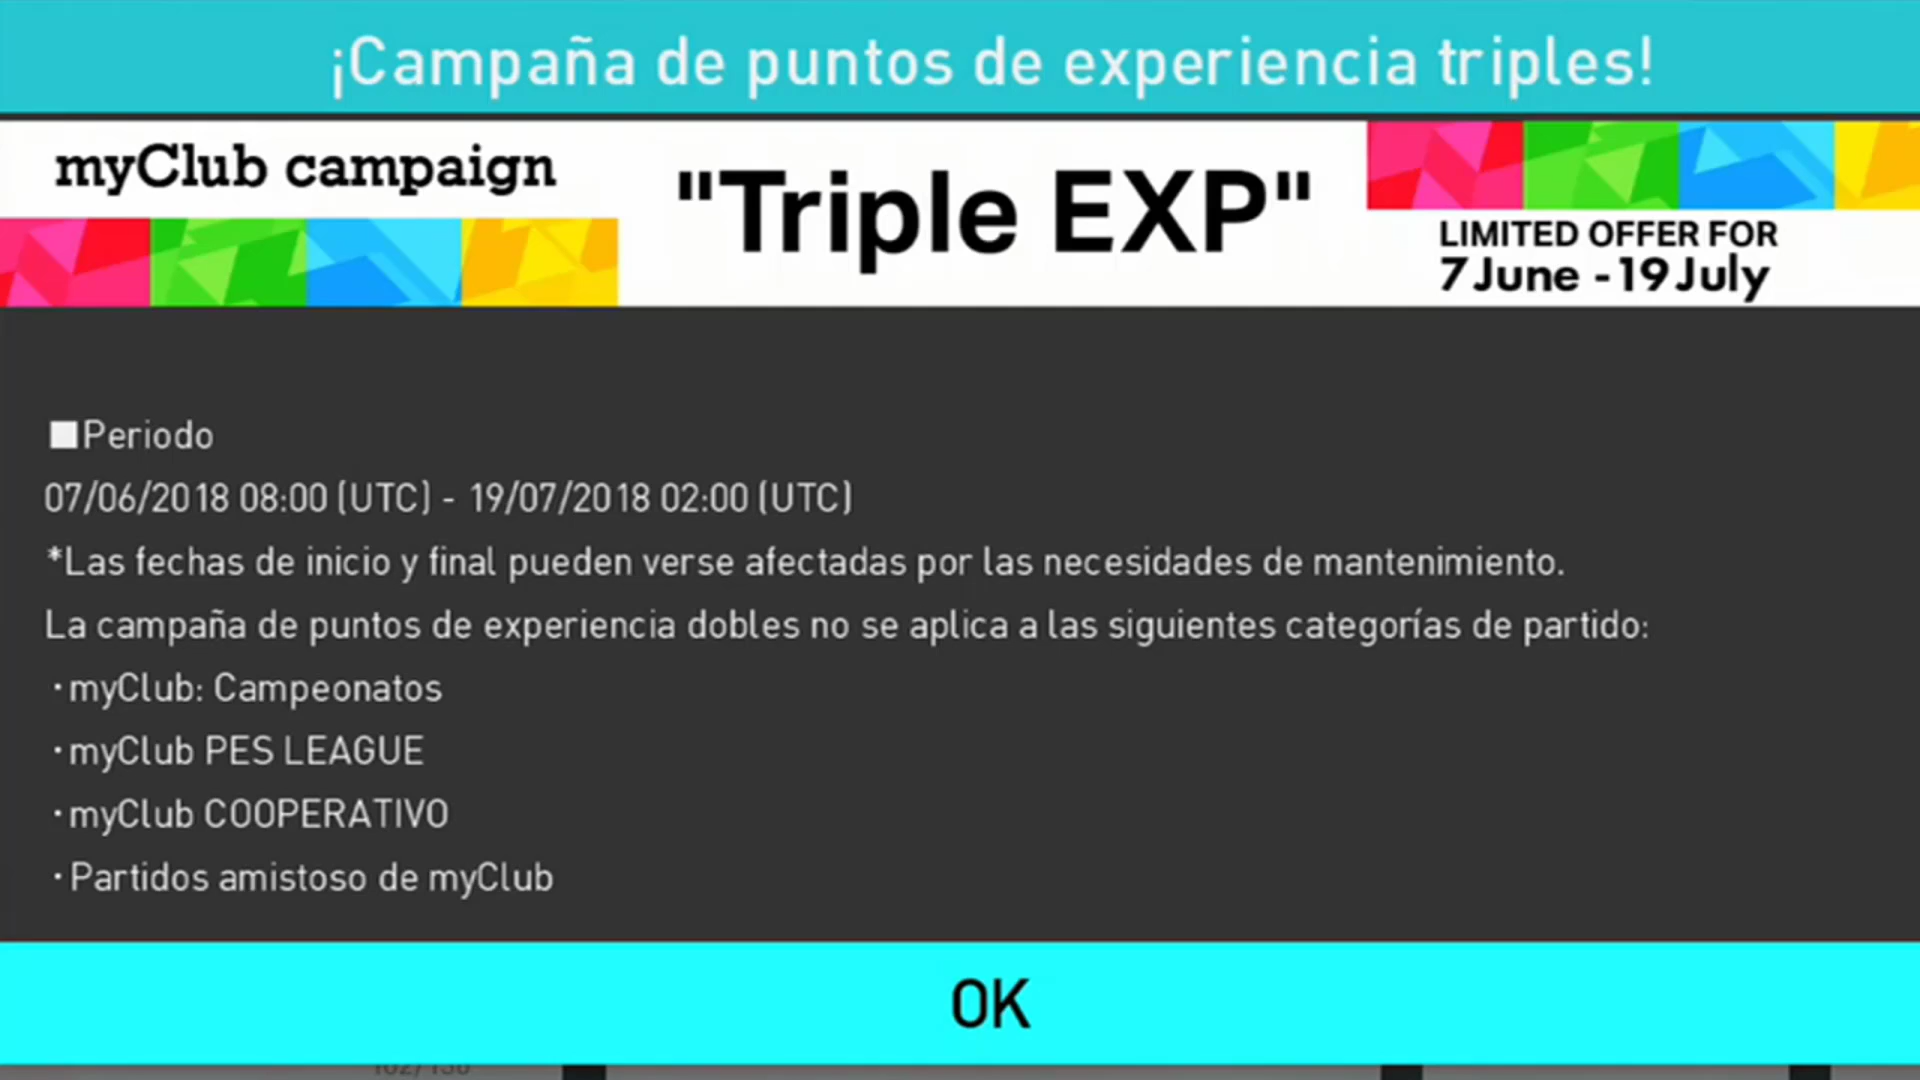 ¡Campaña de puntos de experiencia triples!
myClub campaign
"Triple EXP"
LIMITED OFFER FOR
7 June - 19 July
■Periodo
07/06/2018 08:00 (UTC) - 19/07/2018 02:00 (UTC)
*Las fechas de inicio y final pueden verse afectadas por las necesidades de mantenimiento.
La campaña de puntos de experiencia dobles no se aplica a las siguientes categorías de partido:
・myClub: Campeonatos
・myClub PES LEAGUE
・myClub COOPERATIVO
・Partidos amistoso de myClub
OK